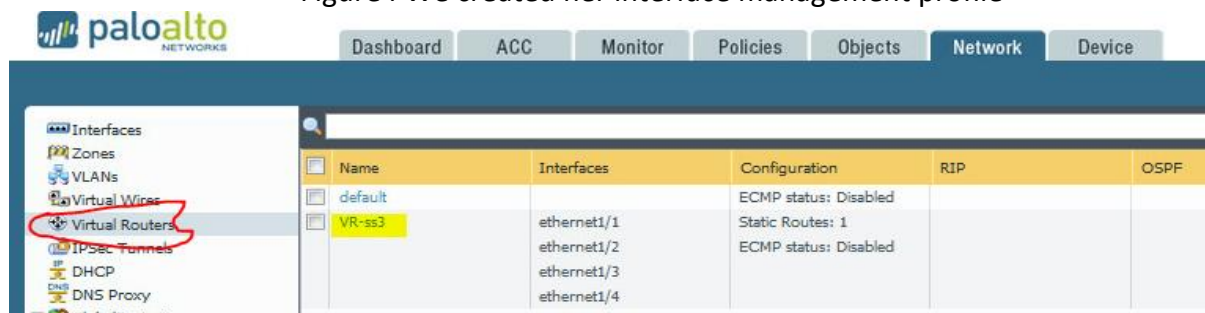 paloalto
NETWORKS
Dashboard ACC Monitor Policies Objects Network Device
Interfaces
Zones
VLANs
Virtual Wires
Virtual Routers
IPSec Tunnels
DHCP
DNS Proxy
Name Interfaces Configuration RIP OSPF
default ECMP status: Disabled
VR-ss3 ethernet1/1 Static Routes: 1
ethernet1/2 ECMP status: Disabled
ethernet1/3
ethernet1/4